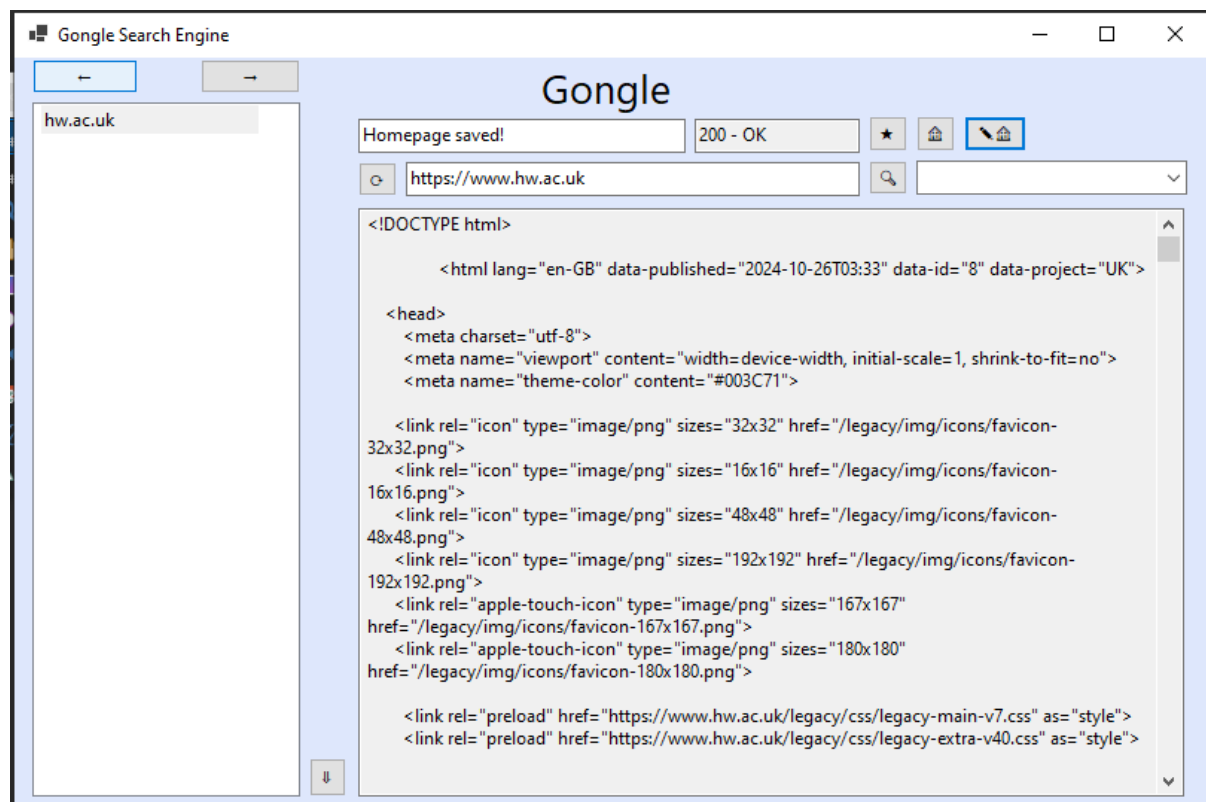 Gongle Search Engine
← →
Gongle
hw.ac.uk
Homepage saved! 200 - OK ★
https://www.hw.ac.uk
<!DOCTYPE html>
<html lang="en-GB" data-published="2024-10-26T03:33" data-id="8" data-project="UK">
<head>
<meta charset="utf-8">
<meta name="viewport" content="width=device-width, initial-scale=1, shrink-to-fit=no">
<meta name="theme-color" content="#003C71">
<link rel="icon" type="image/png" sizes="32x32" href="/legacy/img/icons/favicon-
32x32.png">
<link rel="icon" type="image/png" sizes="16x16" href="/legacy/img/icons/favicon-
16x16.png">
<link rel="icon" type="image/png" sizes="48x48" href="/legacy/img/icons/favicon-
48x48.png">
<link rel="icon" type="image/png" sizes="192x192" href="/legacy/img/icons/favicon-
192x192.png">
<link rel="apple-touch-icon" type="image/png" sizes="167x167"
href="/legacy/img/icons/favicon-167x167.png">
<link rel="apple-touch-icon" type="image/png" sizes="180x180"
href="/legacy/img/icons/favicon-180x180.png">
<link rel="preload" href="https://www.hw.ac.uk/legacy/css/legacy-main-v7.css" as="style">
<link rel="preload" href="https://www.hw.ac.uk/legacy/css/legacy-extra-v40.css" as="style">
⇓